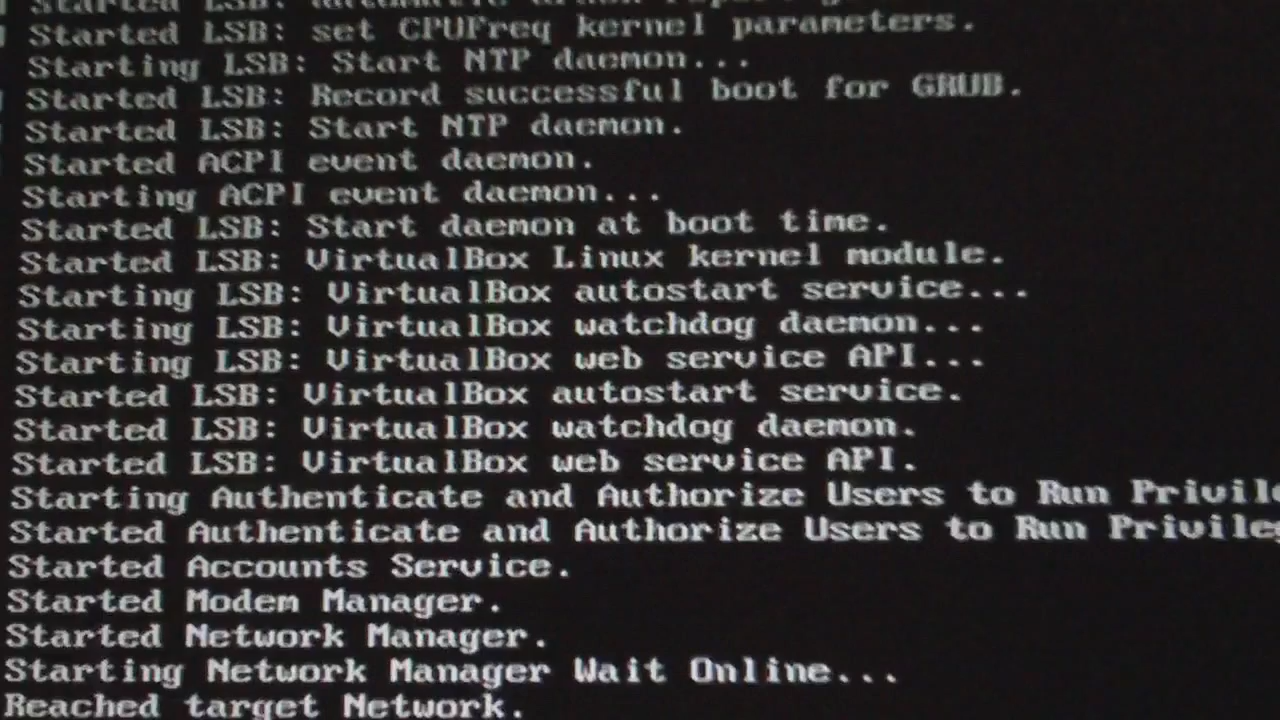 Started LSB: automatic
Started LSB: set CPUFreq kernel parameters.
Starting LSB: Start NTP daemon...
Started LSB: Record successful boot for GRUB.
Started LSB: Start NTP daemon.
Started ACPI event daemon.
Starting ACPI event daemon...
Started LSB: Start daemon at boot time.
Started LSB: VirtualBox Linux kernel module.
Starting LSB: VirtualBox autostart service...
Starting LSB: VirtualBox watchdog daemon...
Starting LSB: VirtualBox web service API...
Started LSB: VirtualBox autostart service.
Started LSB: VirtualBox watchdog daemon.
Started LSB: VirtualBox web service API.
Starting Authenticate and Authorize Users to Run Privile
Started Authenticate and Authorize Users to Run Privileg
Started Accounts Service.
Started Modem Manager.
Started Network Manager.
Starting Network Manager Wait Online...
Reached target Network.